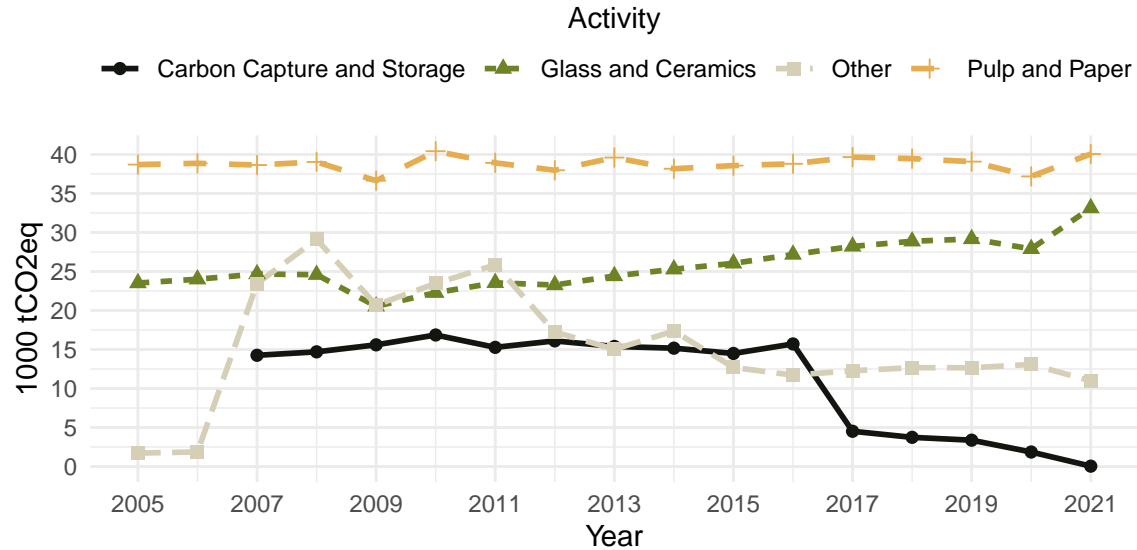 Activity
Carbon Capture and Storage Glass and Ceramics Other Pulp and Paper
40
35
30
25
20
15
10
5
0
1000 tCO2eq
2005 2007 2009 2011 2013 2015 2017 2019 2021
Year